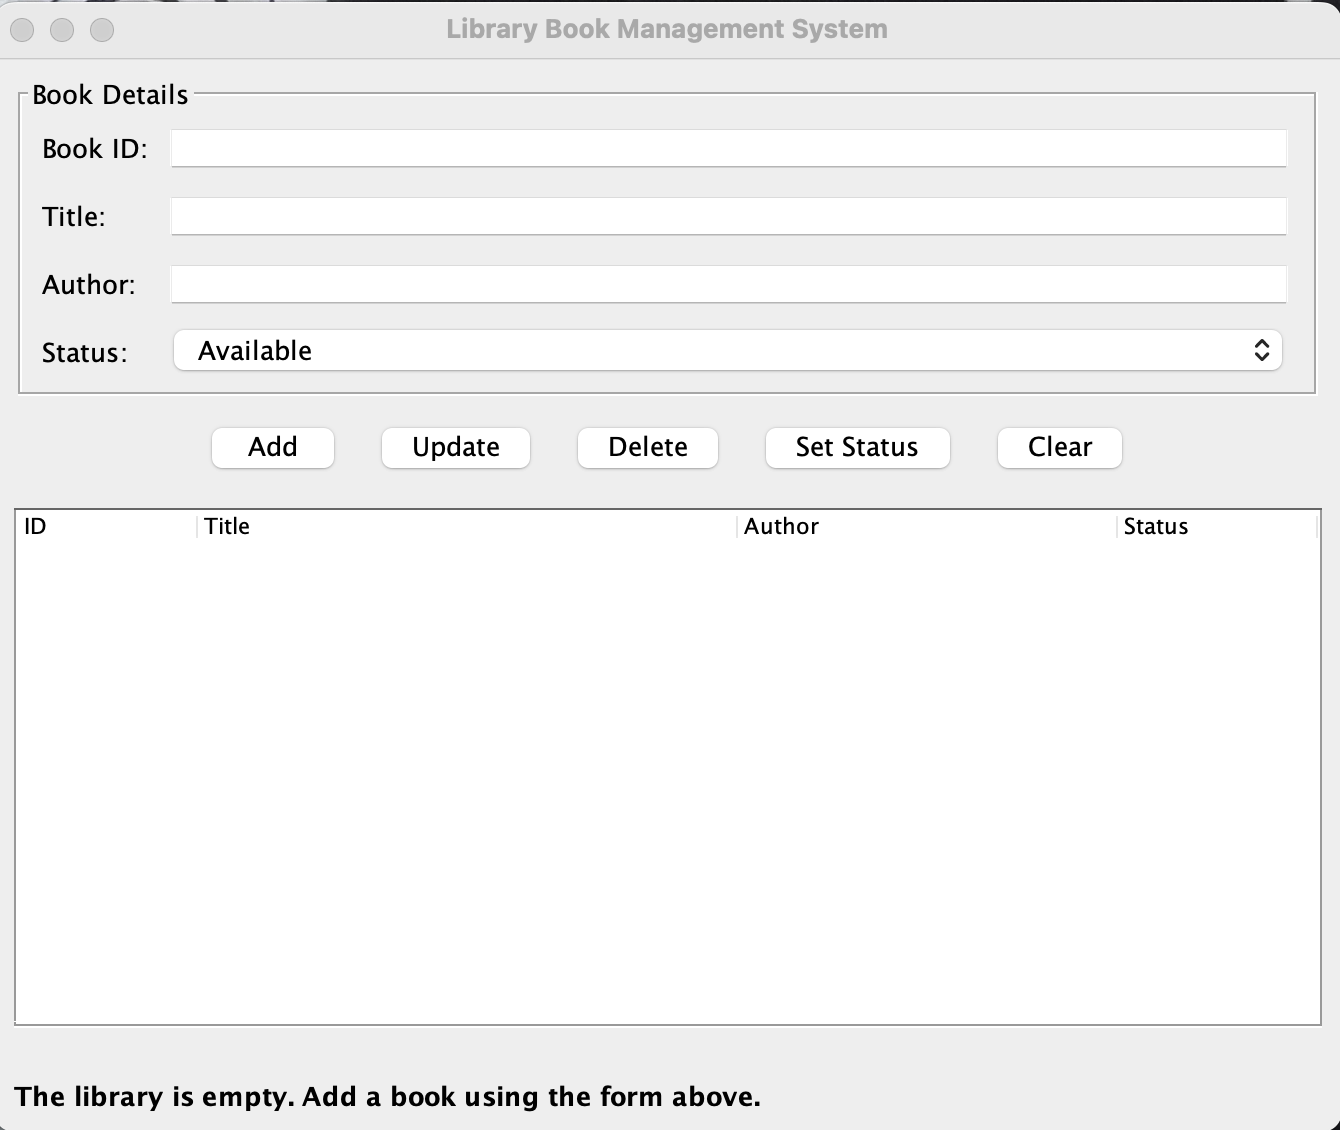 Library Book Management System
Book Details
Book ID:
Title:
Author:
Status: Available
Add Update Delete Set Status Clear
ID Title Author Status
The library is empty. Add a book using the form above.